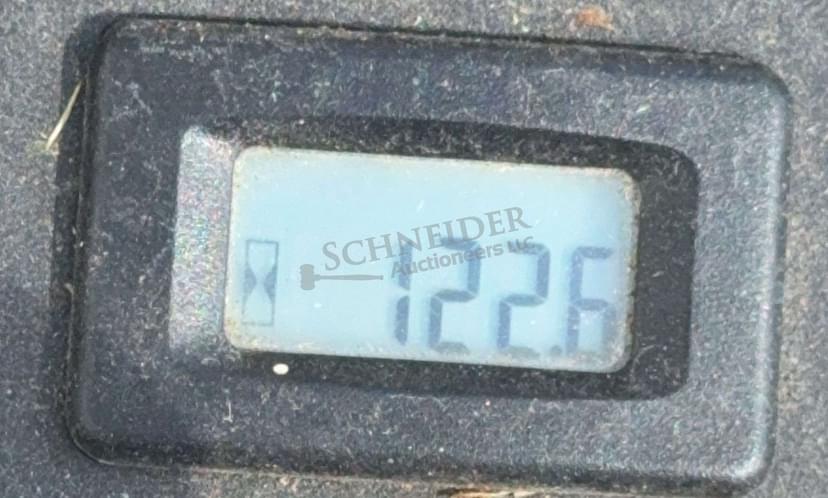 SCHNEIDER
Auctioneers LLC
122.6